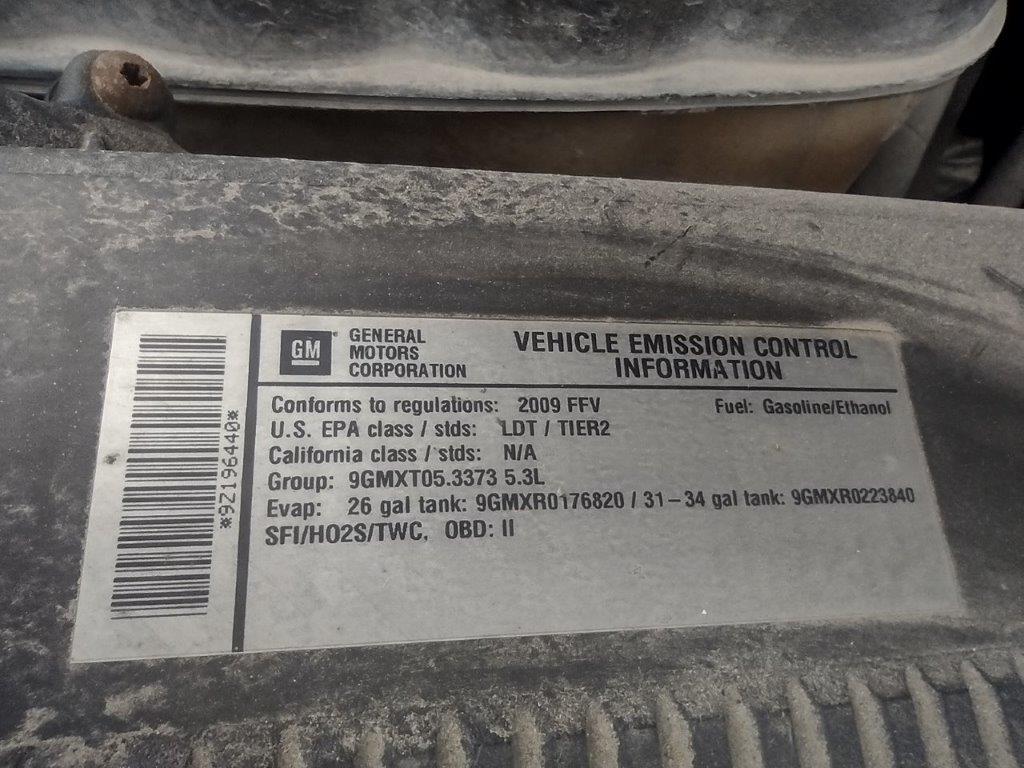 *9Z196440*
GM
GENERAL
MOTORS
CORPORATION
VEHICLE EMISSION CONTROL
INFORMATION
Conforms to regulations: 2009 FFV
Fuel: Gasoline/Ethanol
U.S. EPA class / stds: LDT / TIER2
California class / stds: N/A
Group: 9GMXT05.3373 5.3L
Evap: 26 gal tank: 9GMXR0176820 / 31-34 gal tank: 9GMXR0223840
SFI/HO2S/TWC, OBD: II